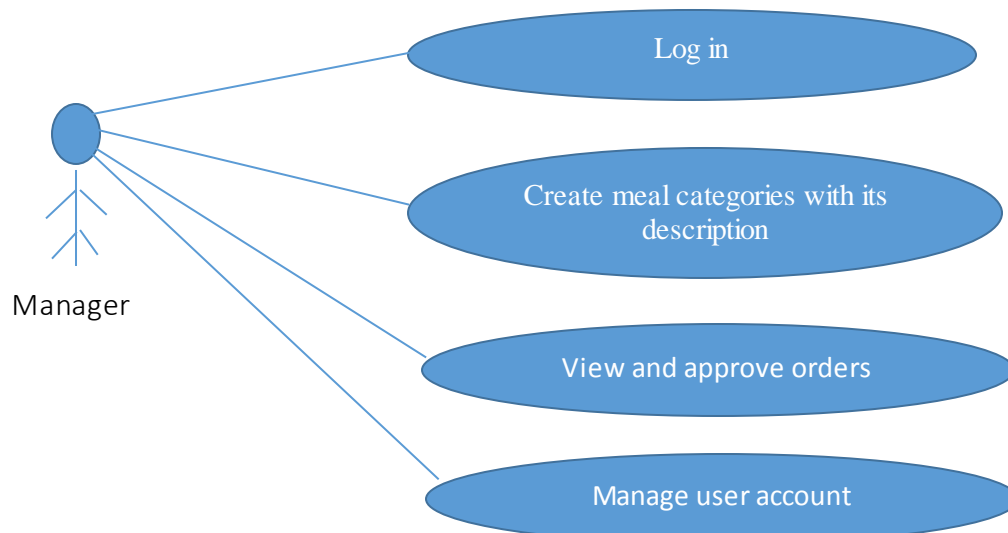 Log in
Create meal categories with its
description
Manager
View and approve orders
Manage user account